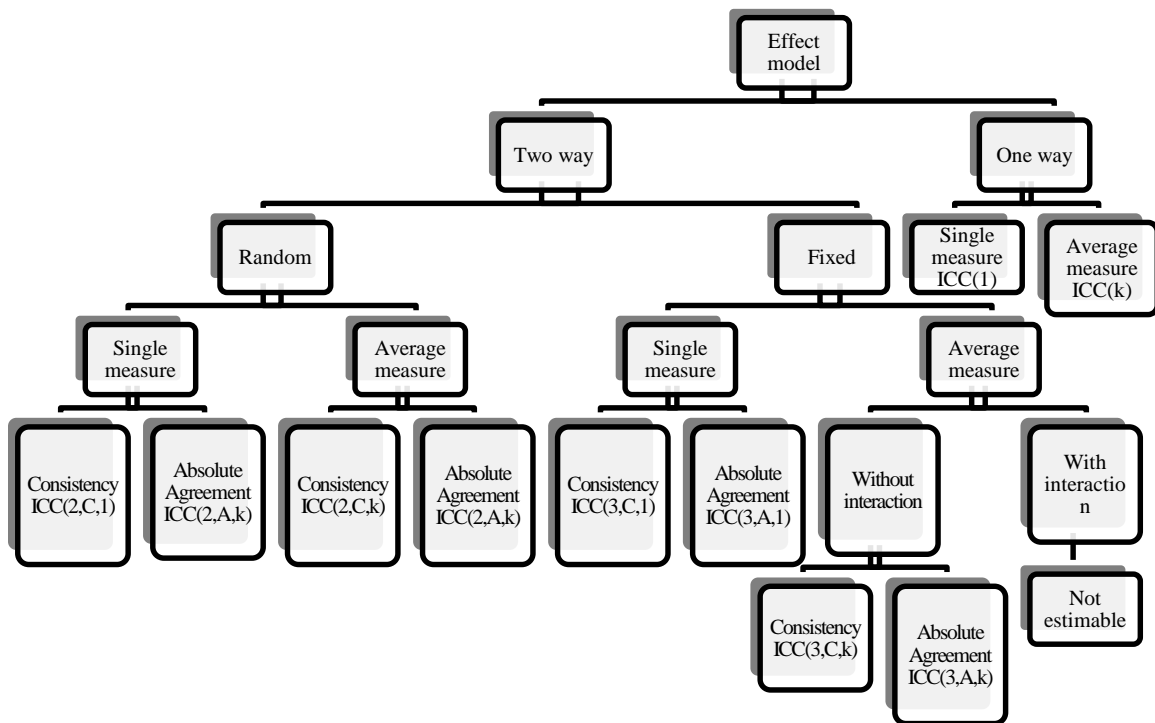 Effect
model
Two way
One way
Random
Fixed
Single
measure
ICC(1)
Average
measure
ICC(k)
Single
measure
Average
measure
Single
measure
Average
measure
Consistency
ICC(2,C,1)
Absolute
Agreement
ICC(2,A,k)
Consistency
ICC(2,C,k)
Absolute
Agreement
ICC(2,A,k)
Consistency
ICC(3,C,1)
Absolute
Agreement
ICC(3,A,1)
Without
interaction
With
interactio
n
Consistency
ICC(3,C,k)
Absolute
Agreement
ICC(3,A,k)
Not
estimable